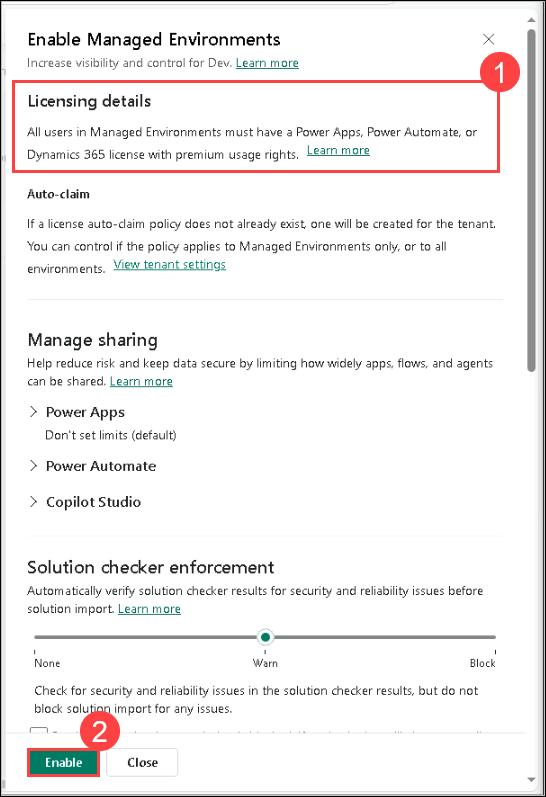 Enable Managed Environments
Increase visibility and control for Dev. Learn more
1
Licensing details
All users in Managed Environments must have a Power Apps, Power Automate, or
Dynamics 365 license with premium usage rights. Learn more
Auto-claim
If a license auto-claim policy does not already exist, one will be created for the tenant.
You can control if the policy applies to Managed Environments only, or to all
environments. View tenant settings
Manage sharing
Help reduce risk and keep data secure by limiting how widely apps, flows, and agents
can be shared. Learn more
Power Apps
Don't set limits (default)
Power Automate
Copilot Studio
Solution checker enforcement
Automatically verify solution checker results for security and reliability issues before
solution import. Learn more
None Warn Block
Check for security and reliability issues in the solution checker results, but do not
block solution import for any issues.
2
Enable Close